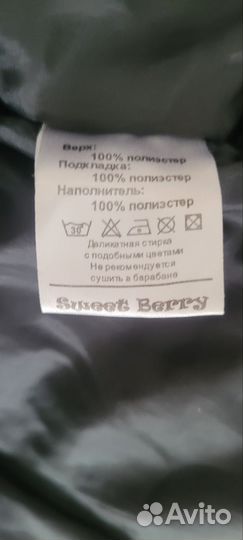 Верх:
100% полиэстер
Подкладка:
100% полиэстер
Наполнитель:
100% полиэстер
30
Деликатная стирка
с подобными цветами
Не рекомендуется
сушить в барабане
Sweet Berry
Avito